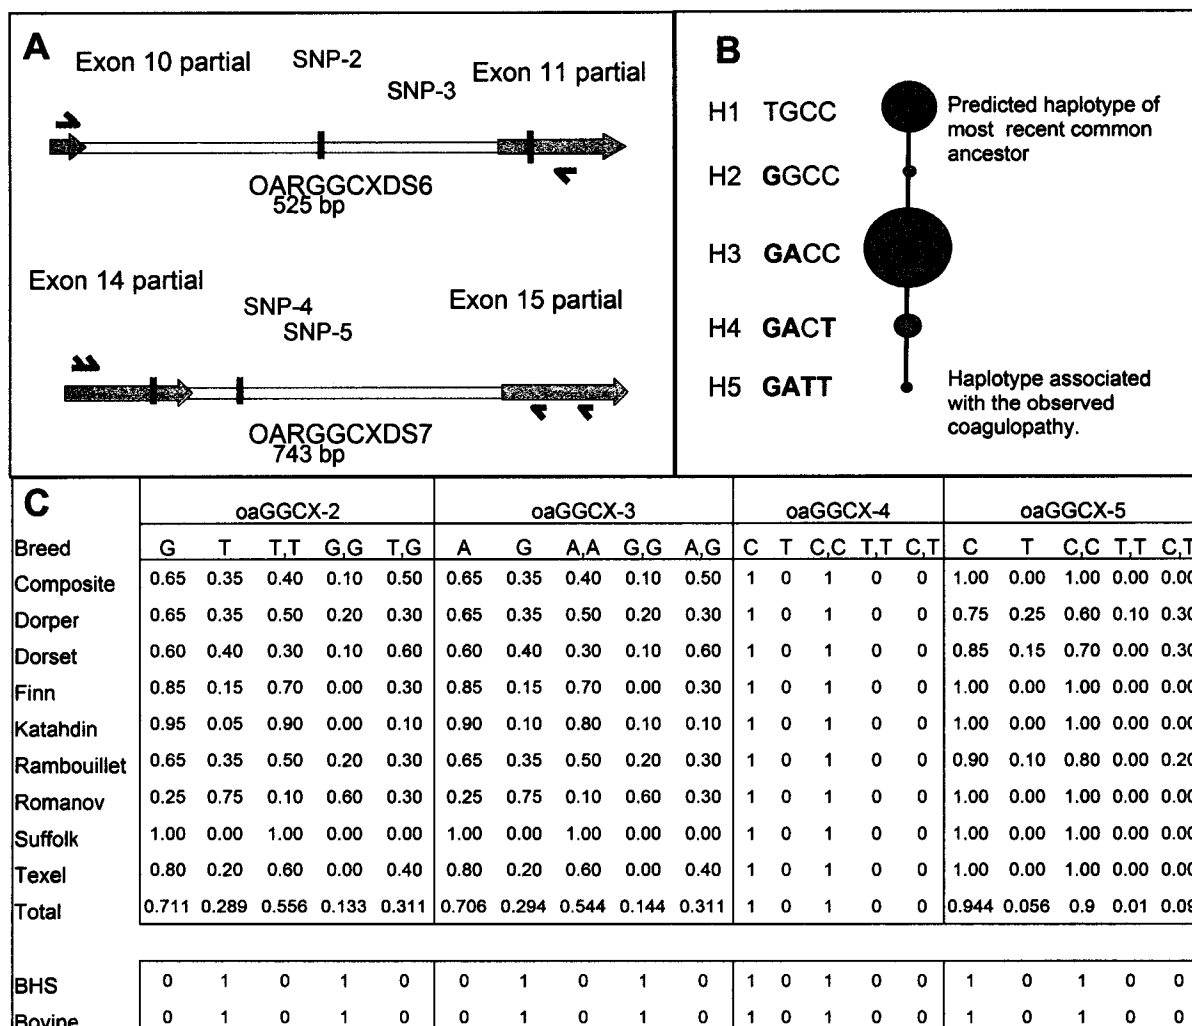 A
Exon 10 partial
SNP-2
SNP-3
Exon 11 partial
OARGGCXDS6
525 bp
Exon 14 partial
SNP-4
SNP-5
Exon 15 partial
OARGGCXDS7
743 bp
B
H1 TGCC
Predicted haplotype of
most recent common
ancestor
H2 GGCC
H3 GACC
H4 GACT
H5 GATT
Haplotype associated
with the observed
coagulopathy.
C
oaGGCX-2 oaGGCX-3 oaGGCX-4 oaGGCX-5
Breed G T T,T G,G T,G A G A,A G,G A,G C T C,C T,T C,T C T C,C T,T C,T
Composite 0.65 0.35 0.40 0.10 0.50 0.65 0.35 0.40 0.10 0.50 1 0 1 0 0 1.00 0.00 1.00 0.00 0.00
Dorper 0.65 0.35 0.50 0.20 0.30 0.65 0.35 0.50 0.20 0.30 1 0 1 0 0 0.75 0.25 0.60 0.10 0.30
Dorset 0.60 0.40 0.30 0.10 0.60 0.60 0.40 0.30 0.10 0.60 1 0 1 0 0 0.85 0.15 0.70 0.00 0.30
Finn 0.85 0.15 0.70 0.00 0.30 0.85 0.15 0.70 0.00 0.30 1 0 1 0 0 1.00 0.00 1.00 0.00 0.00
Katahdin 0.95 0.05 0.90 0.00 0.10 0.90 0.10 0.80 0.10 0.10 1 0 1 0 0 1.00 0.00 1.00 0.00 0.00
Rambouillet 0.65 0.35 0.50 0.20 0.30 0.65 0.35 0.50 0.20 0.30 1 0 1 0 0 0.90 0.10 0.80 0.00 0.20
Romanov 0.25 0.75 0.10 0.60 0.30 0.25 0.75 0.10 0.60 0.30 1 0 1 0 0 1.00 0.00 1.00 0.00 0.00
Suffolk 1.00 0.00 1.00 0.00 0.00 1.00 0.00 1.00 0.00 0.00 1 0 1 0 0 1.00 0.00 1.00 0.00 0.00
Texel 0.80 0.20 0.60 0.00 0.40 0.80 0.20 0.60 0.00 0.40 1 0 1 0 0 1.00 0.00 1.00 0.00 0.00
Total 0.711 0.289 0.556 0.133 0.311 0.706 0.294 0.544 0.144 0.311 1 0 1 0 0 0.944 0.056 0.9 0.01 0.09
BHS 0 1 0 1 0 0 1 0 1 0 1 0 1 0 0 1 0 1 0 0
Bovine 0 1 0 1 0 0 1 0 1 0 1 0 1 0 0 1 0 1 0 0